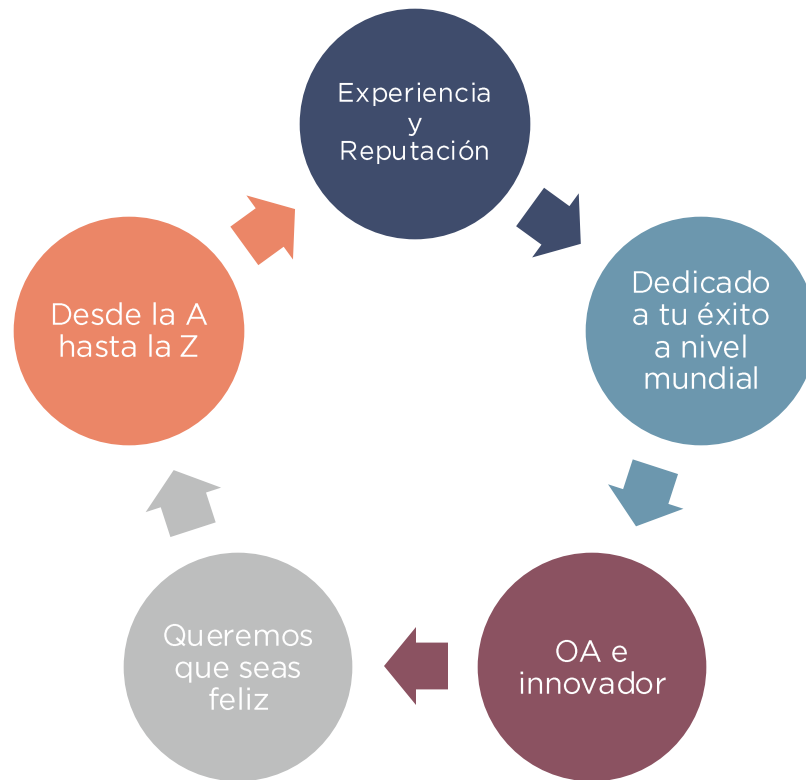 Experiencia
y
Reputación
Dedicado
a tu éxito
a nivel
mundial
OA e
innovador
Queremos
que seas
feliz
Desde la A
hasta la Z